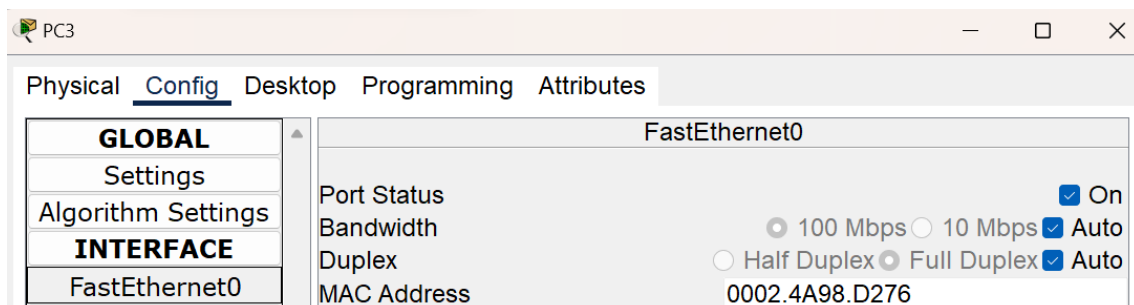 PC3
Physical Config Desktop Programming Attributes
GLOBAL
Settings
Algorithm Settings
INTERFACE
FastEthernet0
FastEthernet0
Port Status On
Bandwidth 100 Mbps 10 Mbps Auto
Duplex Half Duplex Full Duplex Auto
MAC Address 0002.4A98.D276